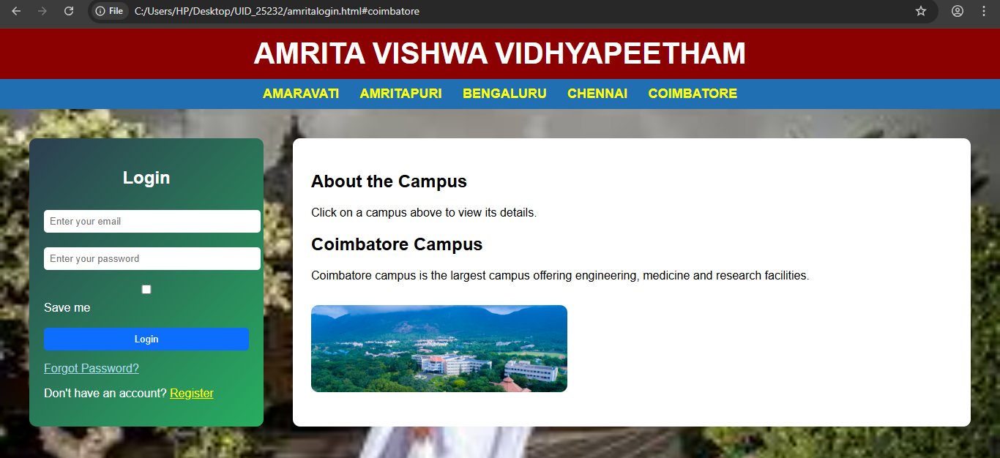 File C:/Users/HP/Desktop/UID_25232/amritalogin.html#coimbatore
AMRITA VISHWA VIDHYAPEETHAM
AMARAVATI AMRITAPURI BENGALURU CHENNAI COIMBATORE
Login
Enter your email
Enter your password
Save me
Login
Forgot Password?
Don't have an account? Register
About the Campus
Click on a campus above to view its details.
Coimbatore Campus
Coimbatore campus is the largest campus offering engineering, medicine and research facilities.